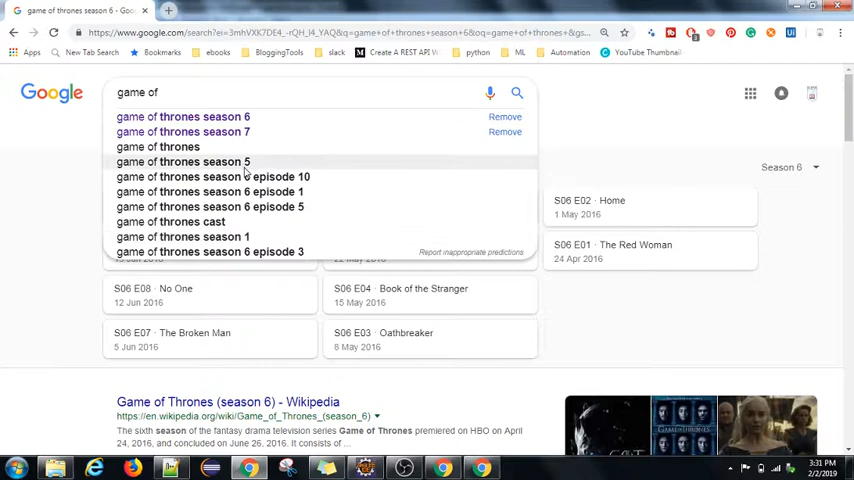 game of thrones season 6 - Goo
https://www.google.com/search?ei=3mhVXK7DE4_-rQH_l4_YAQ&q=game+of+thrones+season+6&oq=game+of+thrones+&gs...
Apps New Tab Search Bookmarks ebooks BloggingTools slack Create A REST API W python ML Automation YouTube Thumbnail
Google
game of
game of thrones season 6 Remove
game of thrones season 7 Remove
game of thrones
game of thrones season 5
game of thrones season 6 episode 10
game of thrones season 6 episode 1
game of thrones season 6 episode 5
game of thrones cast
game of thrones season 1
game of thrones season 6 episode 3
Report inappropriate predictions
Season 6
S06 E02 · Home
1 May 2016
S06 E01 · The Red Woman
24 Apr 2016
S06 E08 · No One
12 Jun 2016
S06 E04 · Book of the Stranger
15 May 2016
S06 E07 · The Broken Man
5 Jun 2016
S06 E03 · Oathbreaker
8 May 2016
Game of Thrones (season 6) - Wikipedia
https://en.wikipedia.org/wiki/Game_of_Thrones_(season_6)
The sixth season of the fantasy drama television series Game of Thrones premiered on HBO on April
24, 2016, and concluded on June 26, 2016. It consists of ...
3:31 PM
2/2/2019